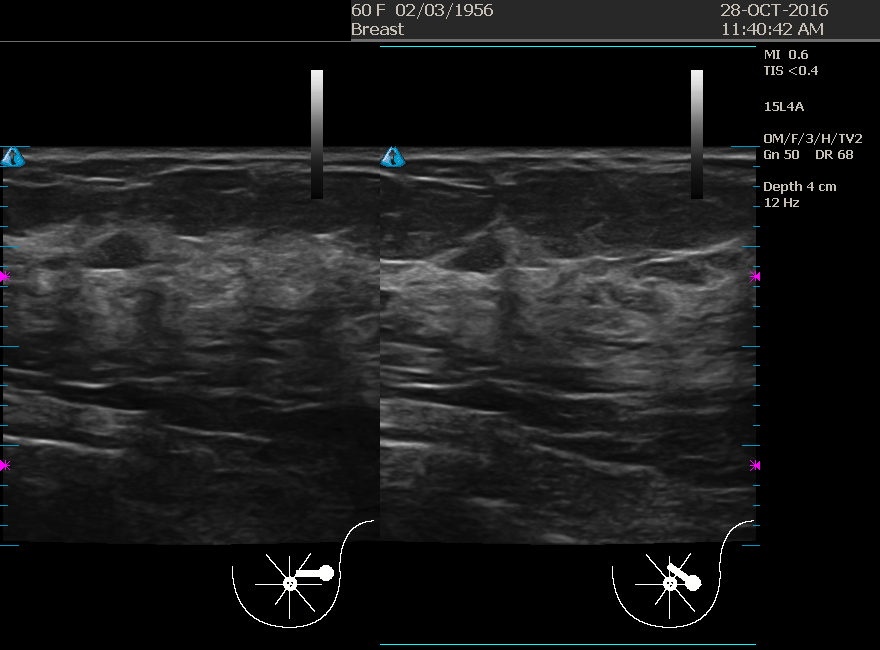 60 F 02/03/1956 28-OCT-2016
Breast 11:40:42 AM
MI 0.6
TIS <0.4
15L4A
OM/F/3/H/TV2
Gn 50 DR 68
Depth 4 cm
12 Hz